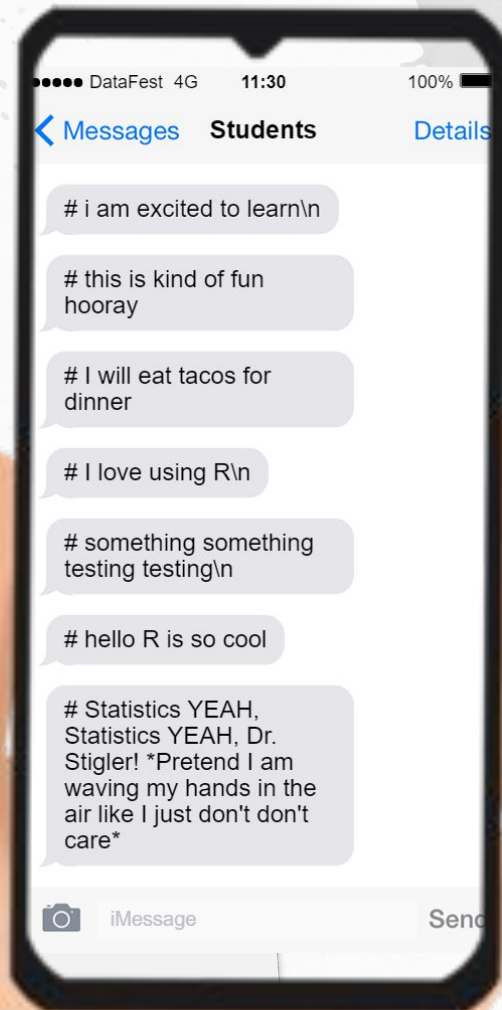 DataFest 4G 11:30 100%
Messages Students Details
# i am excited to learn\n
# this is kind of fun
hooray
# I will eat tacos for
dinner
# I love using R\n
# something something
testing testing\n
# hello R is so cool
# Statistics YEAH,
Statistics YEAH, Dr.
Stigler! *Pretend I am
waving my hands in the
air like I just don't don't
care*
iMessage Send